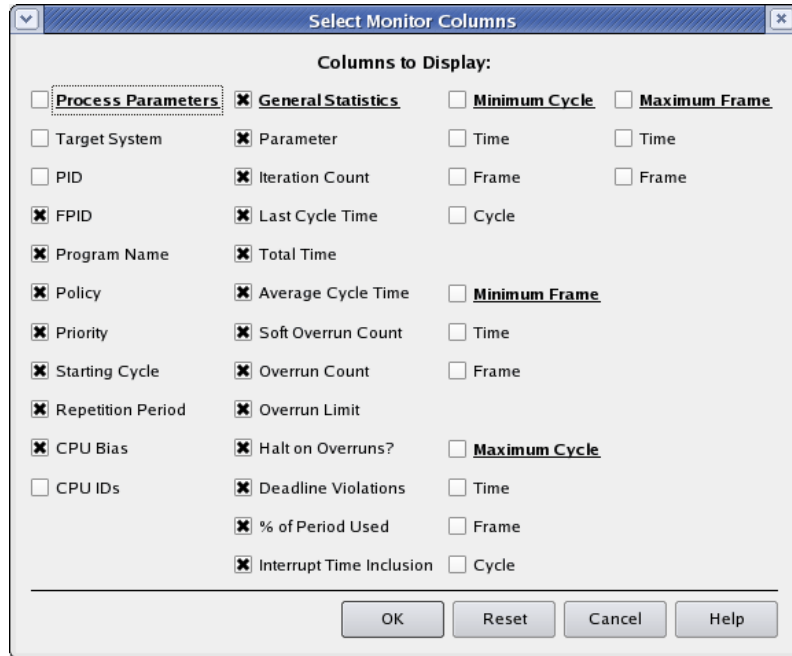 Select Monitor Columns
Columns to Display:
Process Parameters General Statistics Minimum Cycle Maximum Frame
Target System Parameter Time Time
PID Iteration Count Frame Frame
FPID Last Cycle Time Cycle
Program Name Total Time
Policy Average Cycle Time Minimum Frame
Priority Soft Overrun Count Time
Starting Cycle Overrun Count Frame
Repetition Period Overrun Limit
CPU Bias Halt on Overruns? Maximum Cycle
CPU IDs Deadline Violations Time
% of Period Used Frame
Interrupt Time Inclusion Cycle
OK Reset Cancel Help